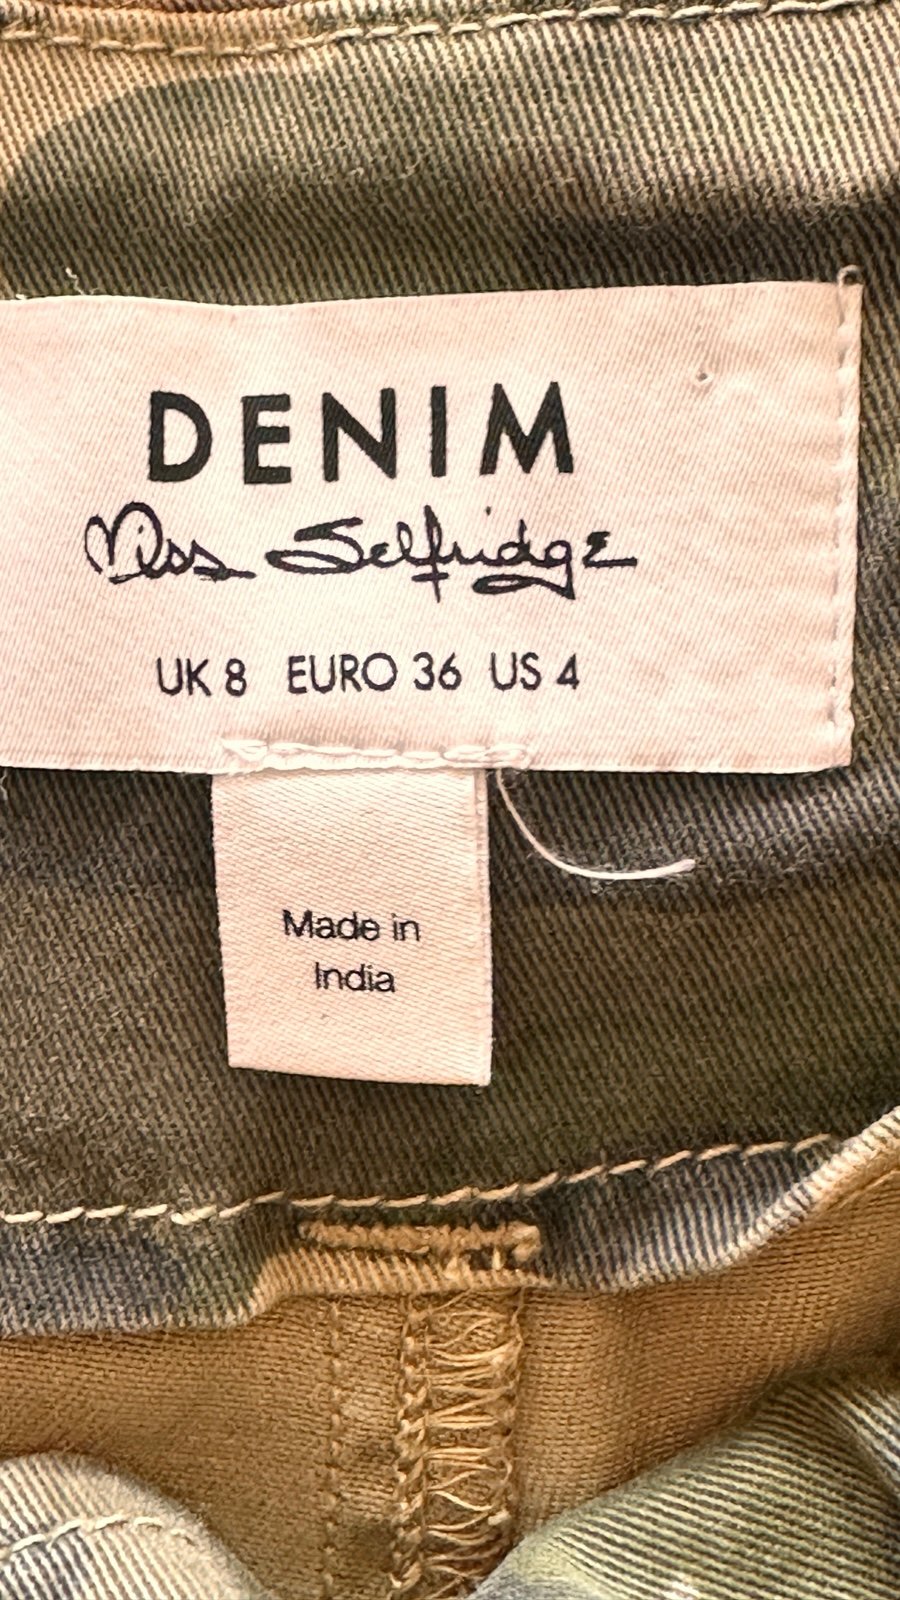 DENIM
Miss Selfridge
UK 8 EURO 36 US 4
Made in
India